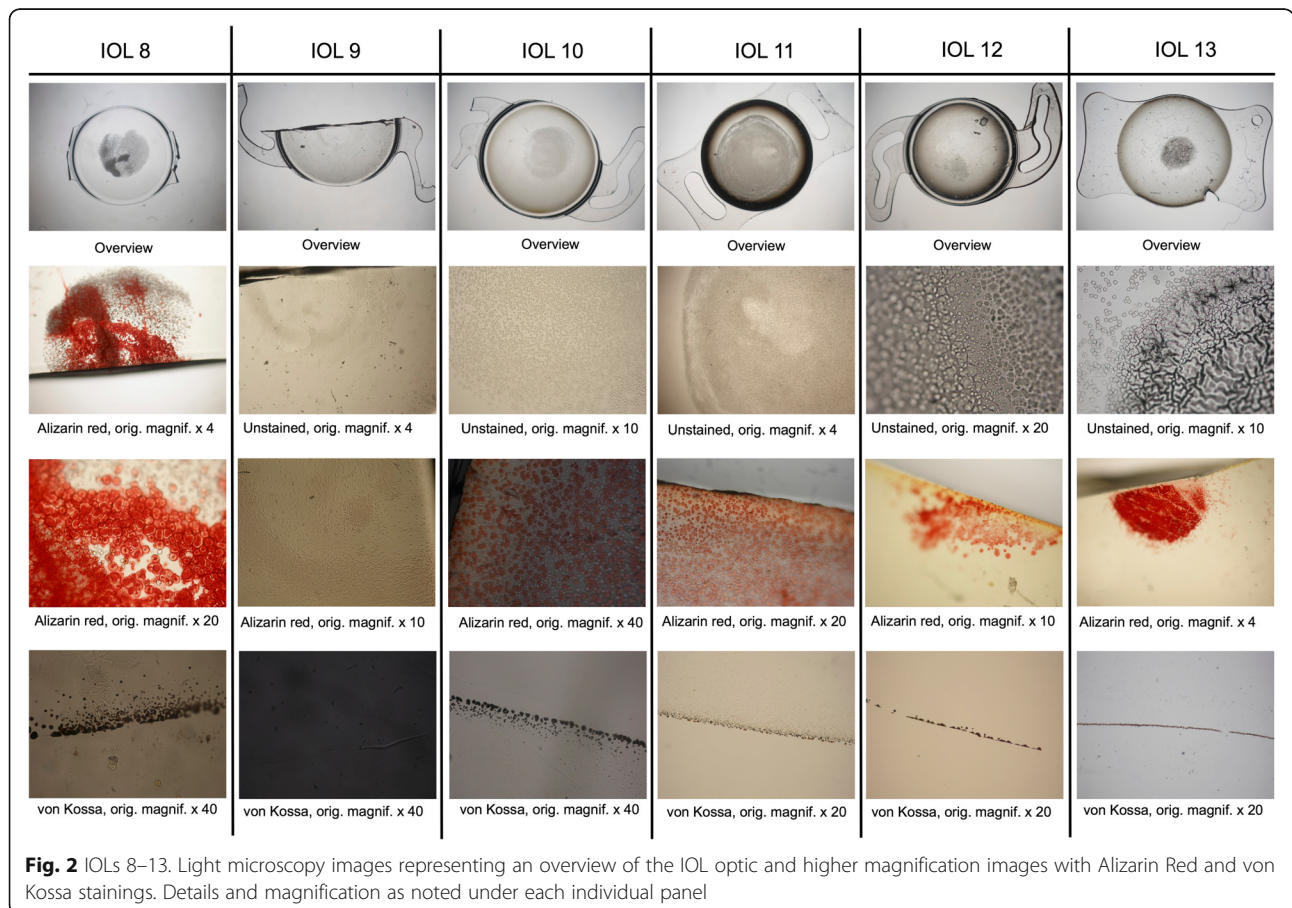 IOL 8 IOL 9 IOL 10 IOL 11 IOL 12 IOL 13
Overview Overview Overview Overview Overview Overview
Alizarin red, orig. magnif. x 4 Unstained, orig. magnif. x 4 Unstained, orig. magnif. x 10 Unstained, orig. magnif. x 4 Unstained, orig. magnif. x 20 Unstained, orig. magnif. x 10
Alizarin red, orig. magnif. x 20 Alizarin red, orig. magnif. x 10 Alizarin red, orig. magnif. x 40 Alizarin red, orig. magnif. x 20 Alizarin red, orig. magnif. x 10 Alizarin red, orig. magnif. x 4
von Kossa, orig. magnif. x 40 von Kossa, orig. magnif. x 40 von Kossa, orig. magnif. x 40 von Kossa, orig. magnif. x 20 von Kossa, orig. magnif. x 20 von Kossa, orig. magnif. x 20
Fig. 2 IOLs 8–13. Light microscopy images representing an overview of the IOL optic and higher magnification images with Alizarin Red and von
Kossa stainings. Details and magnification as noted under each individual panel